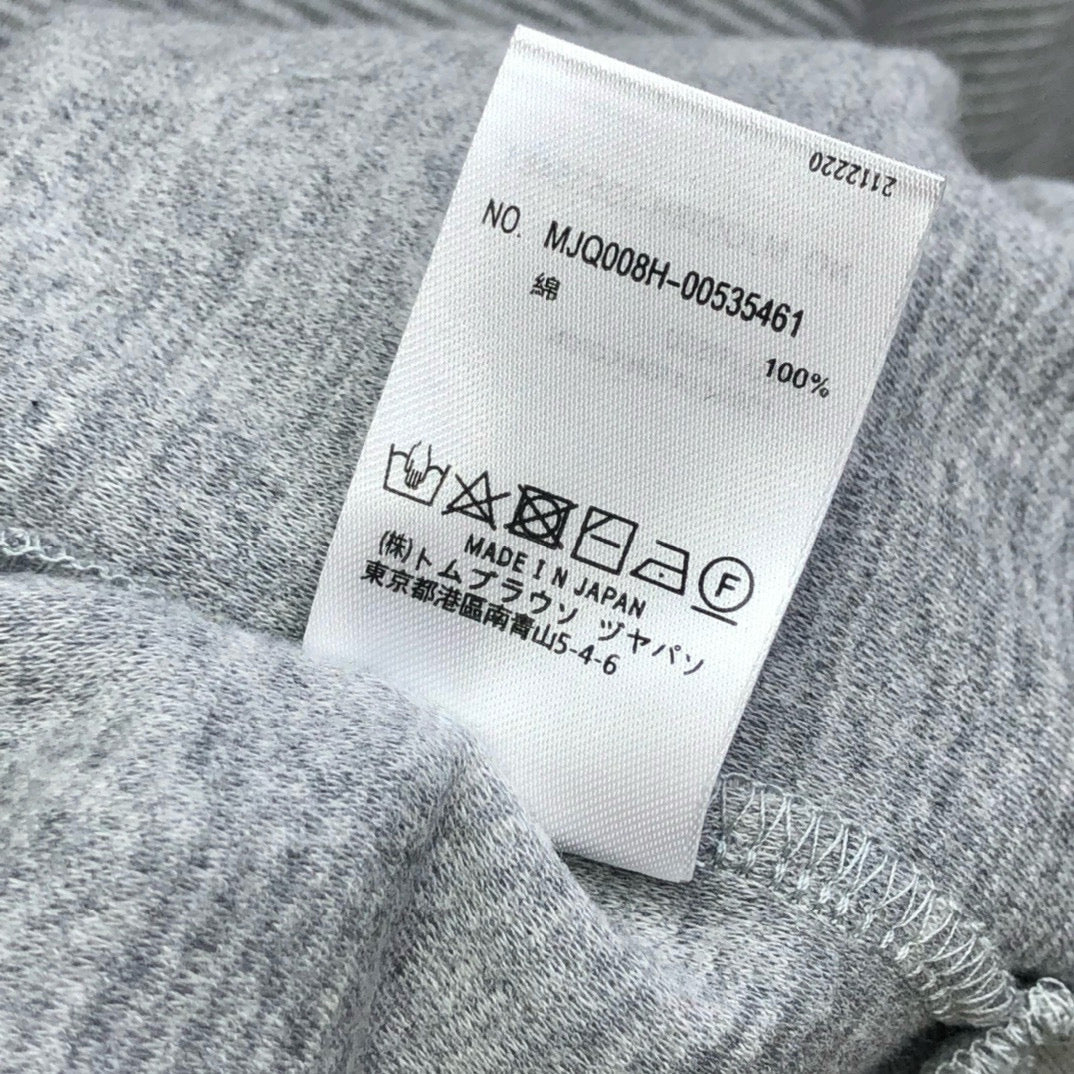 2112220
NO. MJQ008H-00535461
綿
100%
F
MADE IN JAPAN
(株)トムブラウソ ヅヤパソ
東京都港區南青山5-4-6